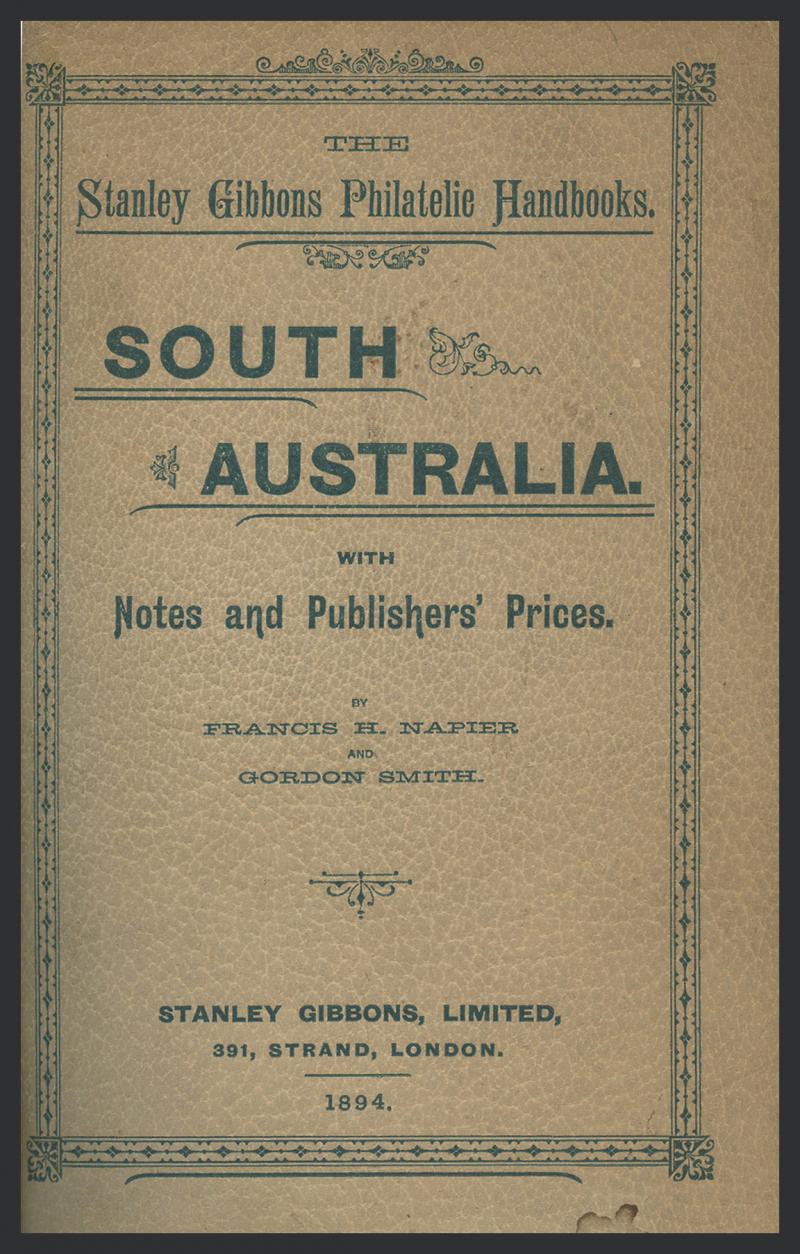 THE
Stanley Gibbons Philatelic Handbooks.
SOUTH
AUSTRALIA.
WITH
Notes and Publishers' Prices.
BY
FRANCIS H. NAPIER
AND
GORDON SMITH.
STANLEY GIBBONS, LIMITED,
391, STRAND, LONDON.
1894.